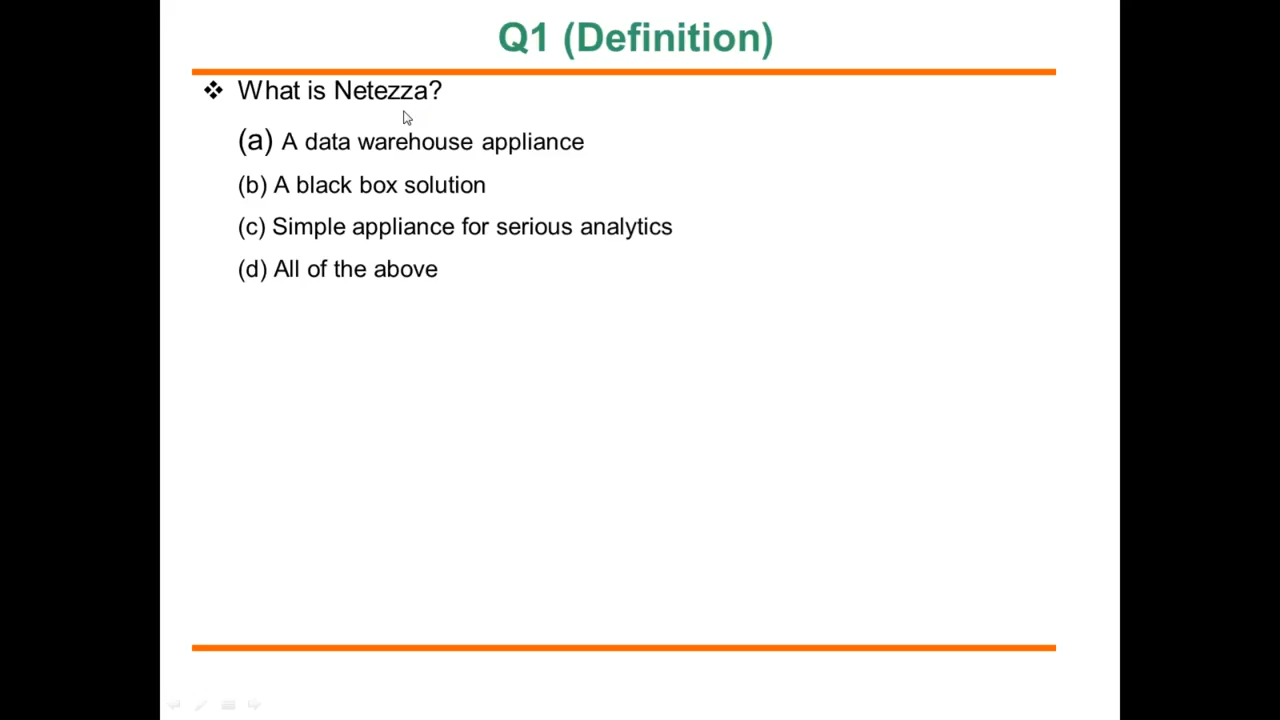 Q1 (Definition)
❖ What is Netezza?
(a) A data warehouse appliance
(b) A black box solution
(c) Simple appliance for serious analytics
(d) All of the above